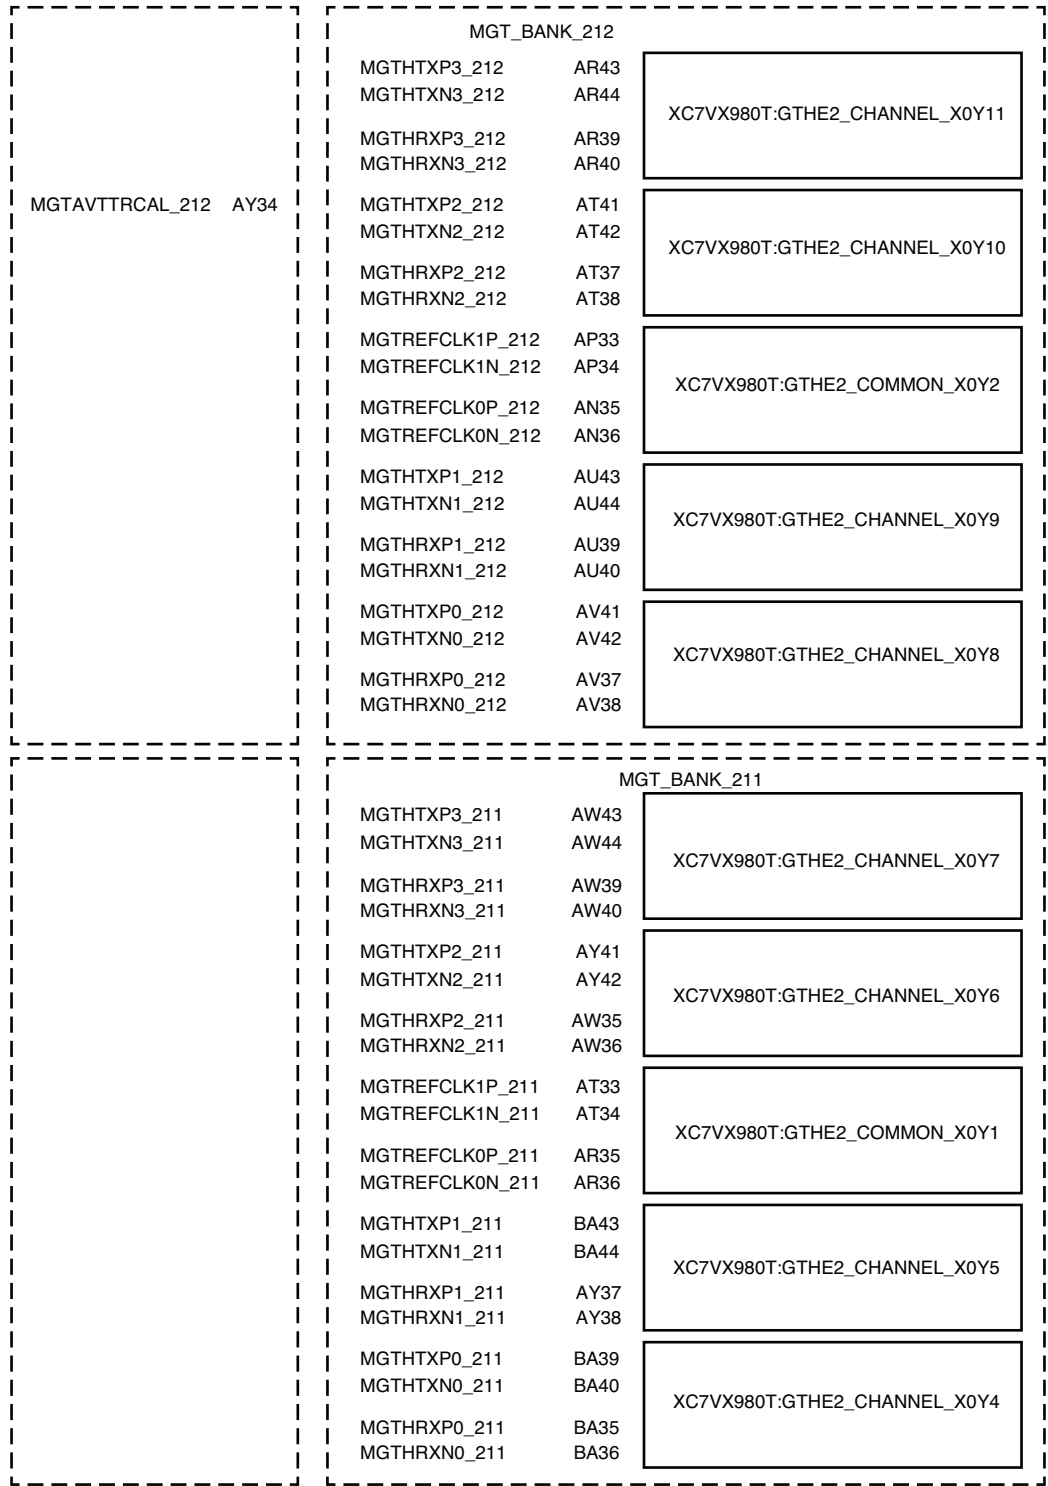 MGT_BANK_212
MGTHTXP3_212 AR43
MGTHTXN3_212 AR44
XC7VX980T:GTHE2_CHANNEL_X0Y11
MGTHRXP3_212 AR39
MGTHRXN3_212 AR40
MGTAVTTRCAL_212 AY34
MGTHTXP2_212 AT41
MGTHTXN2_212 AT42
XC7VX980T:GTHE2_CHANNEL_X0Y10
MGTHRXP2_212 AT37
MGTHRXN2_212 AT38
MGTREFCLK1P_212 AP33
MGTREFCLK1N_212 AP34
XC7VX980T:GTHE2_COMMON_X0Y2
MGTREFCLK0P_212 AN35
MGTREFCLK0N_212 AN36
MGTHTXP1_212 AU43
MGTHTXN1_212 AU44
XC7VX980T:GTHE2_CHANNEL_X0Y9
MGTHRXP1_212 AU39
MGTHRXN1_212 AU40
MGTHTXP0_212 AV41
MGTHTXN0_212 AV42
XC7VX980T:GTHE2_CHANNEL_X0Y8
MGTHRXP0_212 AV37
MGTHRXN0_212 AV38
MGT_BANK_211
MGTHTXP3_211 AW43
MGTHTXN3_211 AW44
XC7VX980T:GTHE2_CHANNEL_X0Y7
MGTHRXP3_211 AW39
MGTHRXN3_211 AW40
MGTHTXP2_211 AY41
MGTHTXN2_211 AY42
XC7VX980T:GTHE2_CHANNEL_X0Y6
MGTHRXP2_211 AW35
MGTHRXN2_211 AW36
MGTREFCLK1P_211 AT33
MGTREFCLK1N_211 AT34
XC7VX980T:GTHE2_COMMON_X0Y1
MGTREFCLK0P_211 AR35
MGTREFCLK0N_211 AR36
MGTHTXP1_211 BA43
MGTHTXN1_211 BA44
XC7VX980T:GTHE2_CHANNEL_X0Y5
MGTHRXP1_211 AY37
MGTHRXN1_211 AY38
MGTHTXP0_211 BA39
MGTHTXN0_211 BA40
XC7VX980T:GTHE2_CHANNEL_X0Y4
MGTHRXP0_211 BA35
MGTHRXN0_211 BA36